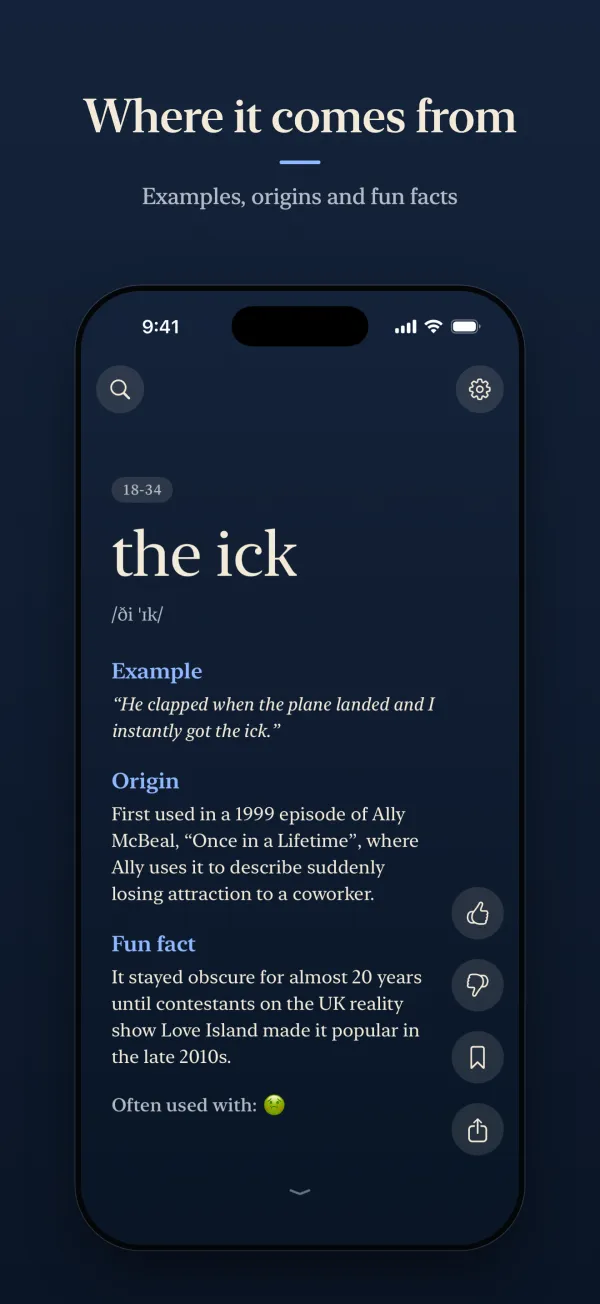 Where it comes from
Examples, origins and fun facts
9:41
18-34
the ick
/ði ˈɪk/
Example
“He clapped when the plane landed and I
instantly got the ick.”
Origin
First used in a 1999 episode of Ally
McBeal, “Once in a Lifetime”, where
Ally uses it to describe suddenly
losing attraction to a coworker.
Fun fact
It stayed obscure for almost 20 years
until contestants on the UK reality
show Love Island made it popular in
the late 2010s.
Often used with: 🤢